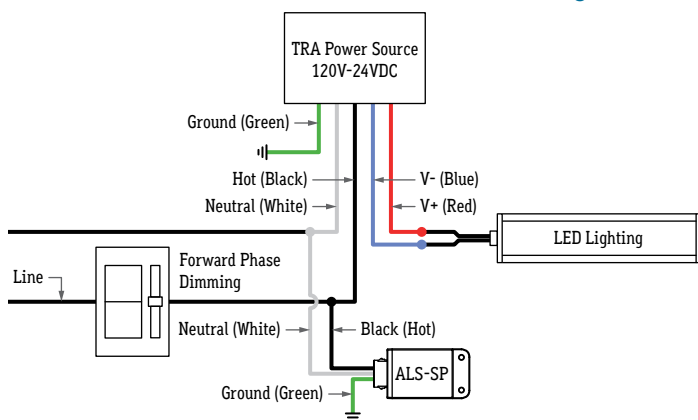 TRA Power Source
120V-24VDC
Ground (Green)
Hot (Black)
V- (Blue)
Neutral (White)
V+ (Red)
LED Lighting
Forward Phase
Dimming
Line
Neutral (White)
Black (Hot)
ALS-SP
Ground (Green)